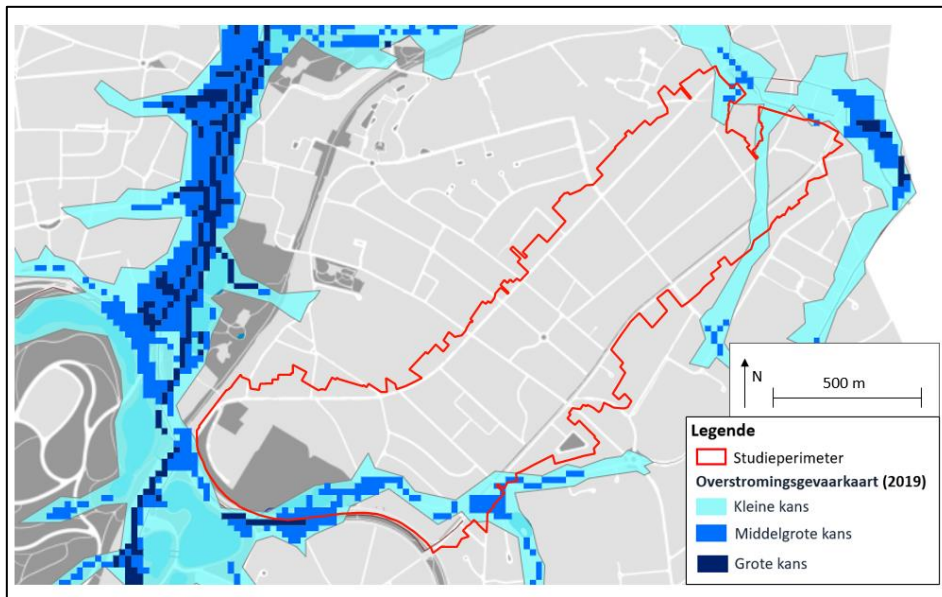 N
500 m
Legende
Studieperimeter
Overstromingsgevaarkaart (2019)
Kleine kans
Middelgrote kans
Grote kans